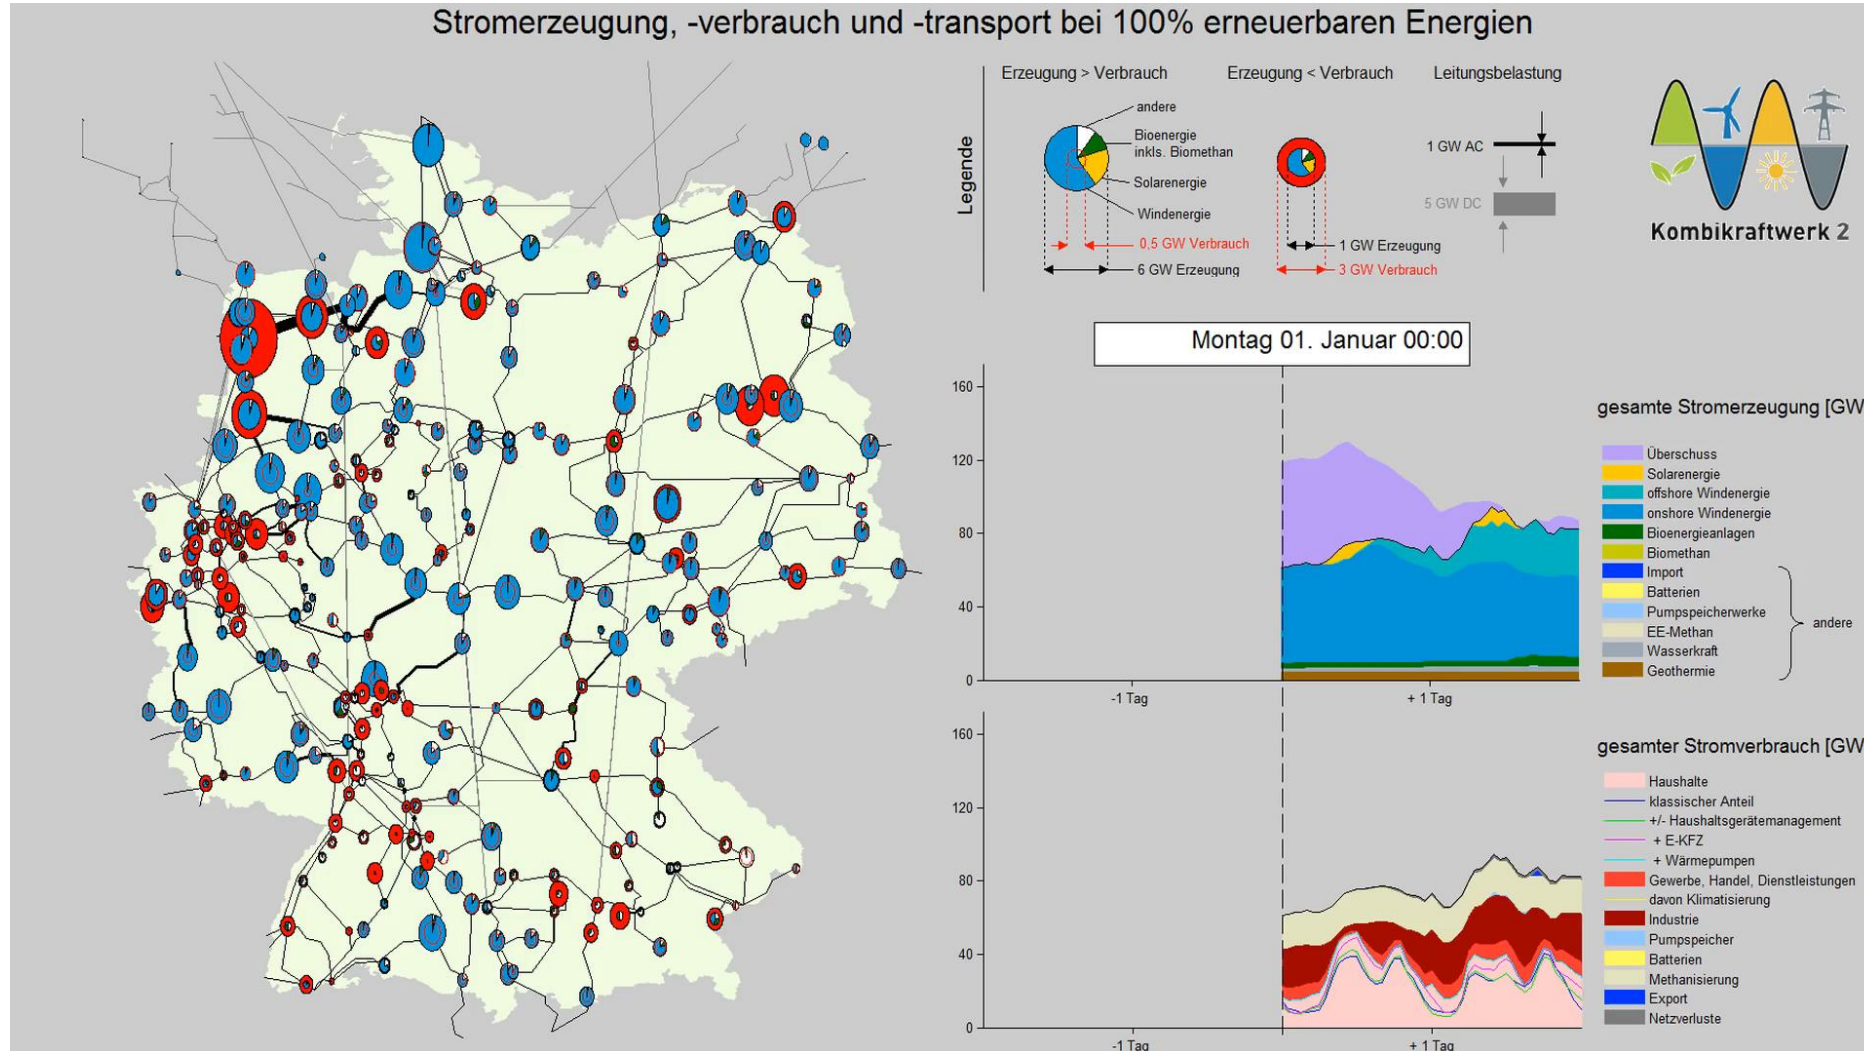 Stromerzeugung, -verbrauch und -transport bei 100% erneuerbaren Energien
Legende
Erzeugung > Verbrauch
andere
Bioenergie
inkls. Biomethan
Solarenergie
Windenergie
0,5 GW Verbrauch
6 GW Erzeugung
Erzeugung < Verbrauch
1 GW Erzeugung
3 GW Verbrauch
Leitungsbelastung
1 GW AC
5 GW DC
Kombikraftwerk 2
Montag 01. Januar 00:00
160
120
80
40
0
-1 Tag
+ 1 Tag
gesamte Stromerzeugung [GW
Überschuss
Solarenergie
offshore Windenergie
onshore Windenergie
Bioenergieanlagen
Biomethan
Import
Batterien
Pumpspeicherwerke
EE-Methan
Wasserkraft
Geothermie
andere
160
120
80
40
0
-1 Tag
+ 1 Tag
gesamter Stromverbrauch [GW
Haushalte
klassischer Anteil
+/- Haushaltsgerätemanagement
+ E-KFZ
+ Wärmepumpen
Gewerbe, Handel, Dienstleistungen
davon Klimatisierung
Industrie
Pumpspeicher
Batterien
Methanisierung
Export
Netzverluste